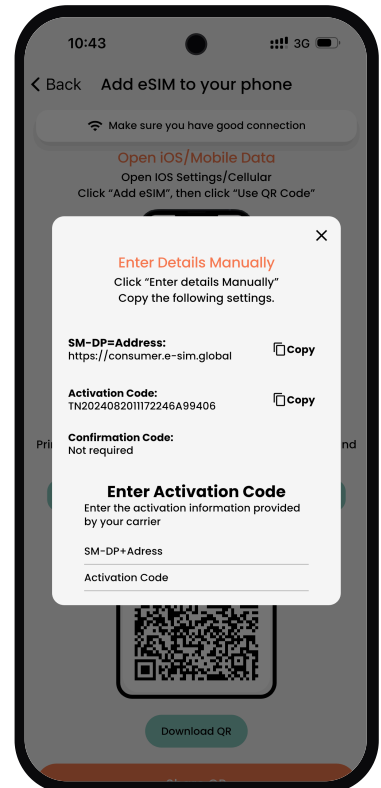 10:43
3G
Back Add eSIM to your phone
Make sure you have good connection
Open iOS/Mobile Data
Open IOS Settings/Cellular
Click “Add eSIM”, then click “Use QR Code”
Enter Details Manually
Click “Enter details Manually”
Copy the following settings.
SM-DP=Address:
https://consumer.e-sim.global
Copy
Activation Code:
TN2024082011172246A99406
Copy
Confirmation Code:
Not required
Enter Activation Code
Enter the activation information provided
by your carrier
SM-DP+Adress
Activation Code
Download QR